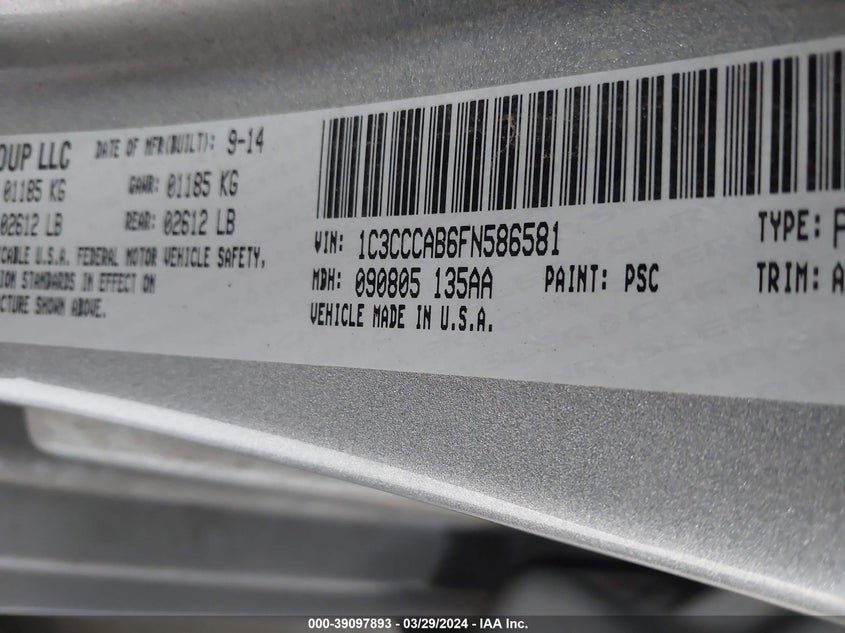 OUP LLC DATE OF MFR(BUILT): 9-14
01185 KG GAWR: 01185 KG
02612 LB REAR: 02612 LB
CABLE U.S.A. FEDERAL MOTOR VEHICLE SAFETY,
ION STANDARDS IN EFFECT ON
CTURE SHOWN ABOVE.
VIN: 1C3CCCAB6FN586581 TYPE: P
MDH: 090805 135AA PAINT: PSC TRIM: A
VEHICLE MADE IN U.S.A.
000-39097893 - 03/29/2024 - IAA Inc.